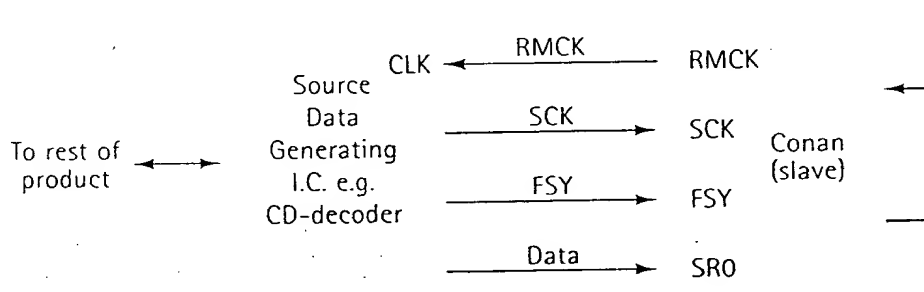 RMCK
CLK
RMCK
Source
Data
Generating
I.C. e.g.
CD-decoder
To rest of
product
SCK
SCK
Conan
(slave)
FSY
FSY
Data
SR0